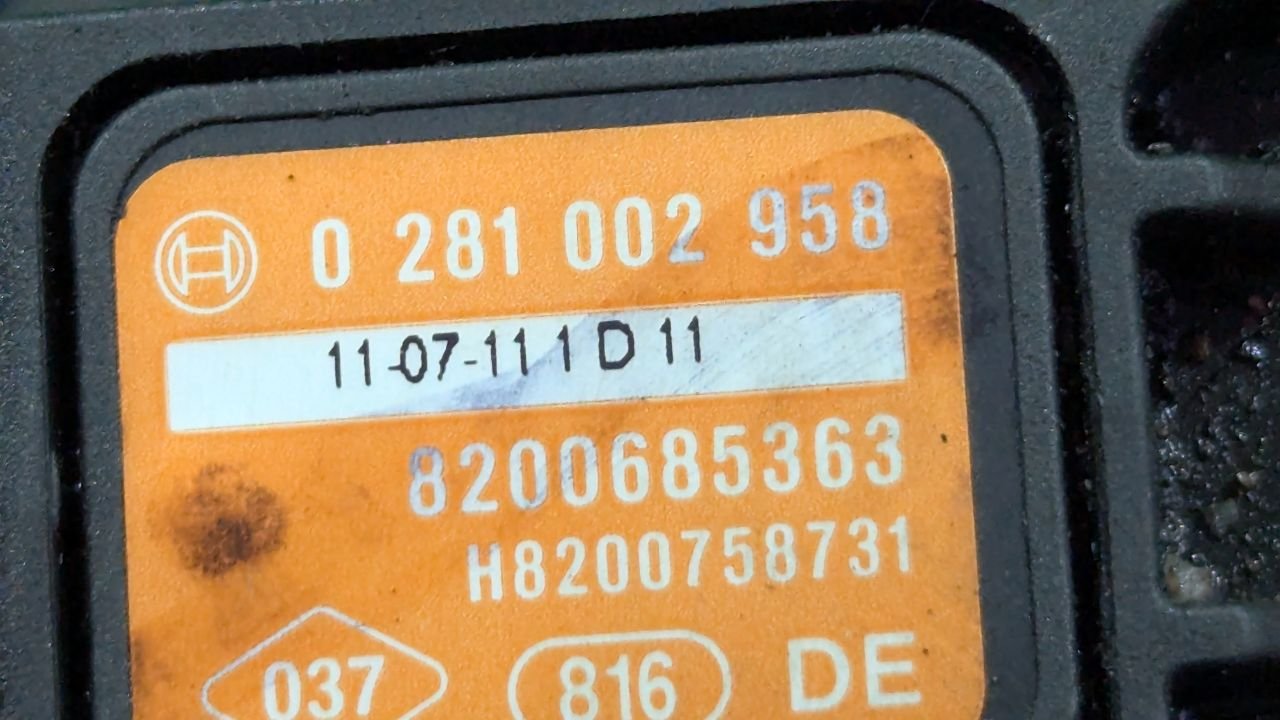 0 281 002 958
11-07-11 1 D 11
8200685363
H8200758731
037 816 DE